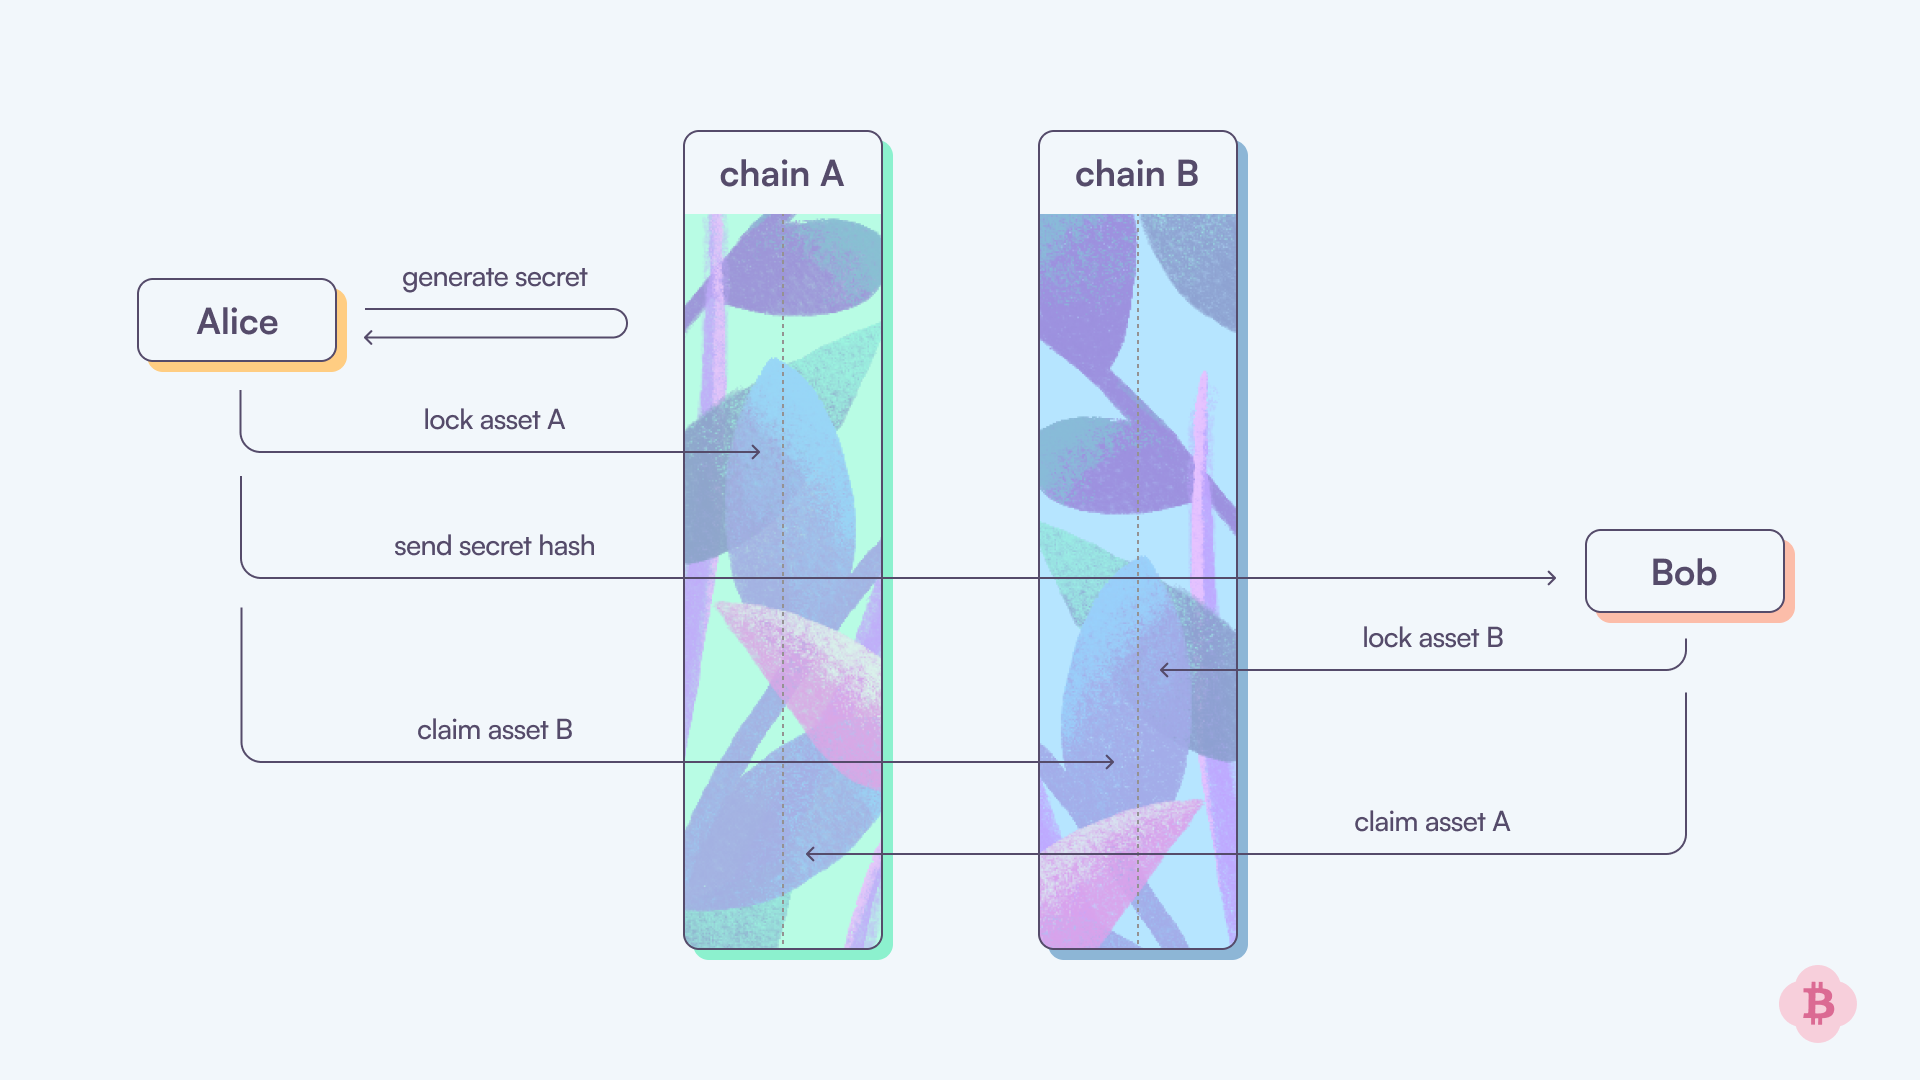 chain A
chain B
generate secret
Alice
lock asset A
send secret hash
Bob
lock asset B
claim asset B
claim asset A